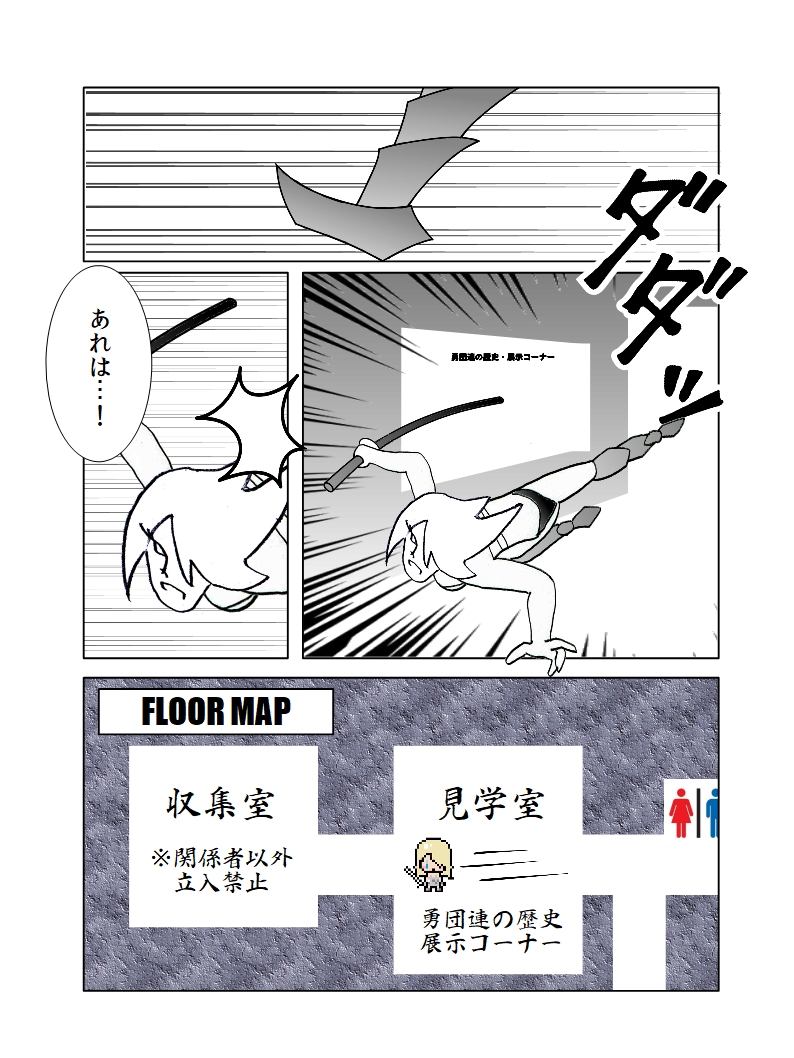 ダダダッ
勇団連の歴史・展示コーナー
あれは…！
FLOOR MAP
見学室
勇団連の歴史
展示コーナー
収集室
※関係者以外
立入禁止